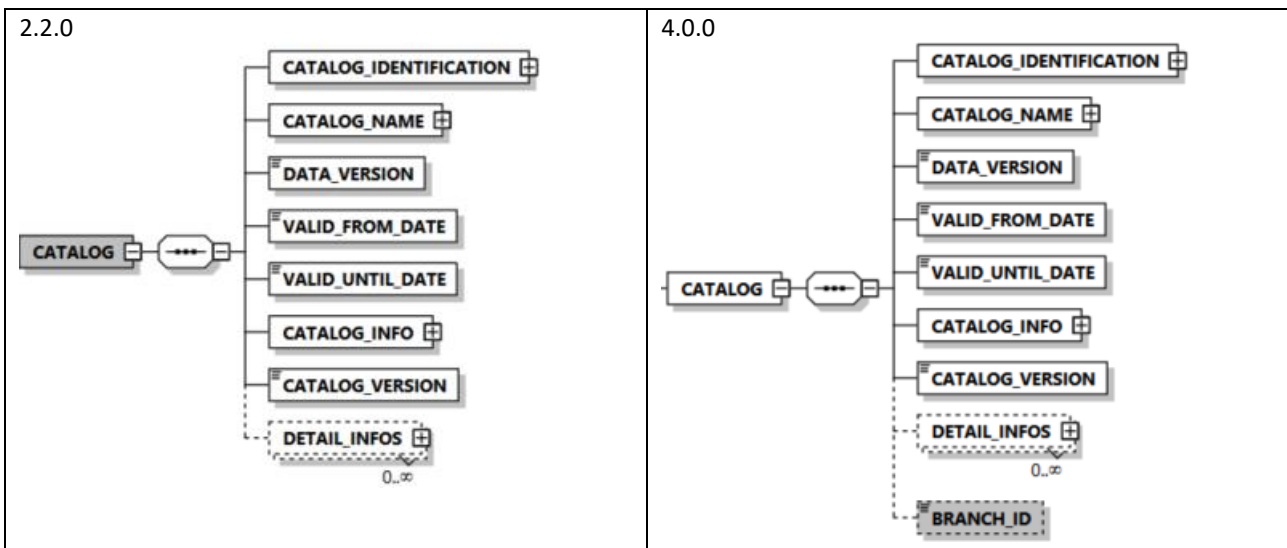 2.2.0
CATALOG
CATALOG_IDENTIFICATION
CATALOG_NAME
DATA_VERSION
VALID_FROM_DATE
VALID_UNTIL_DATE
CATALOG_INFO
CATALOG_VERSION
DETAIL_INFOS
0..∞
4.0.0
CATALOG
CATALOG_IDENTIFICATION
CATALOG_NAME
DATA_VERSION
VALID_FROM_DATE
VALID_UNTIL_DATE
CATALOG_INFO
CATALOG_VERSION
DETAIL_INFOS
0..∞
BRANCH_ID